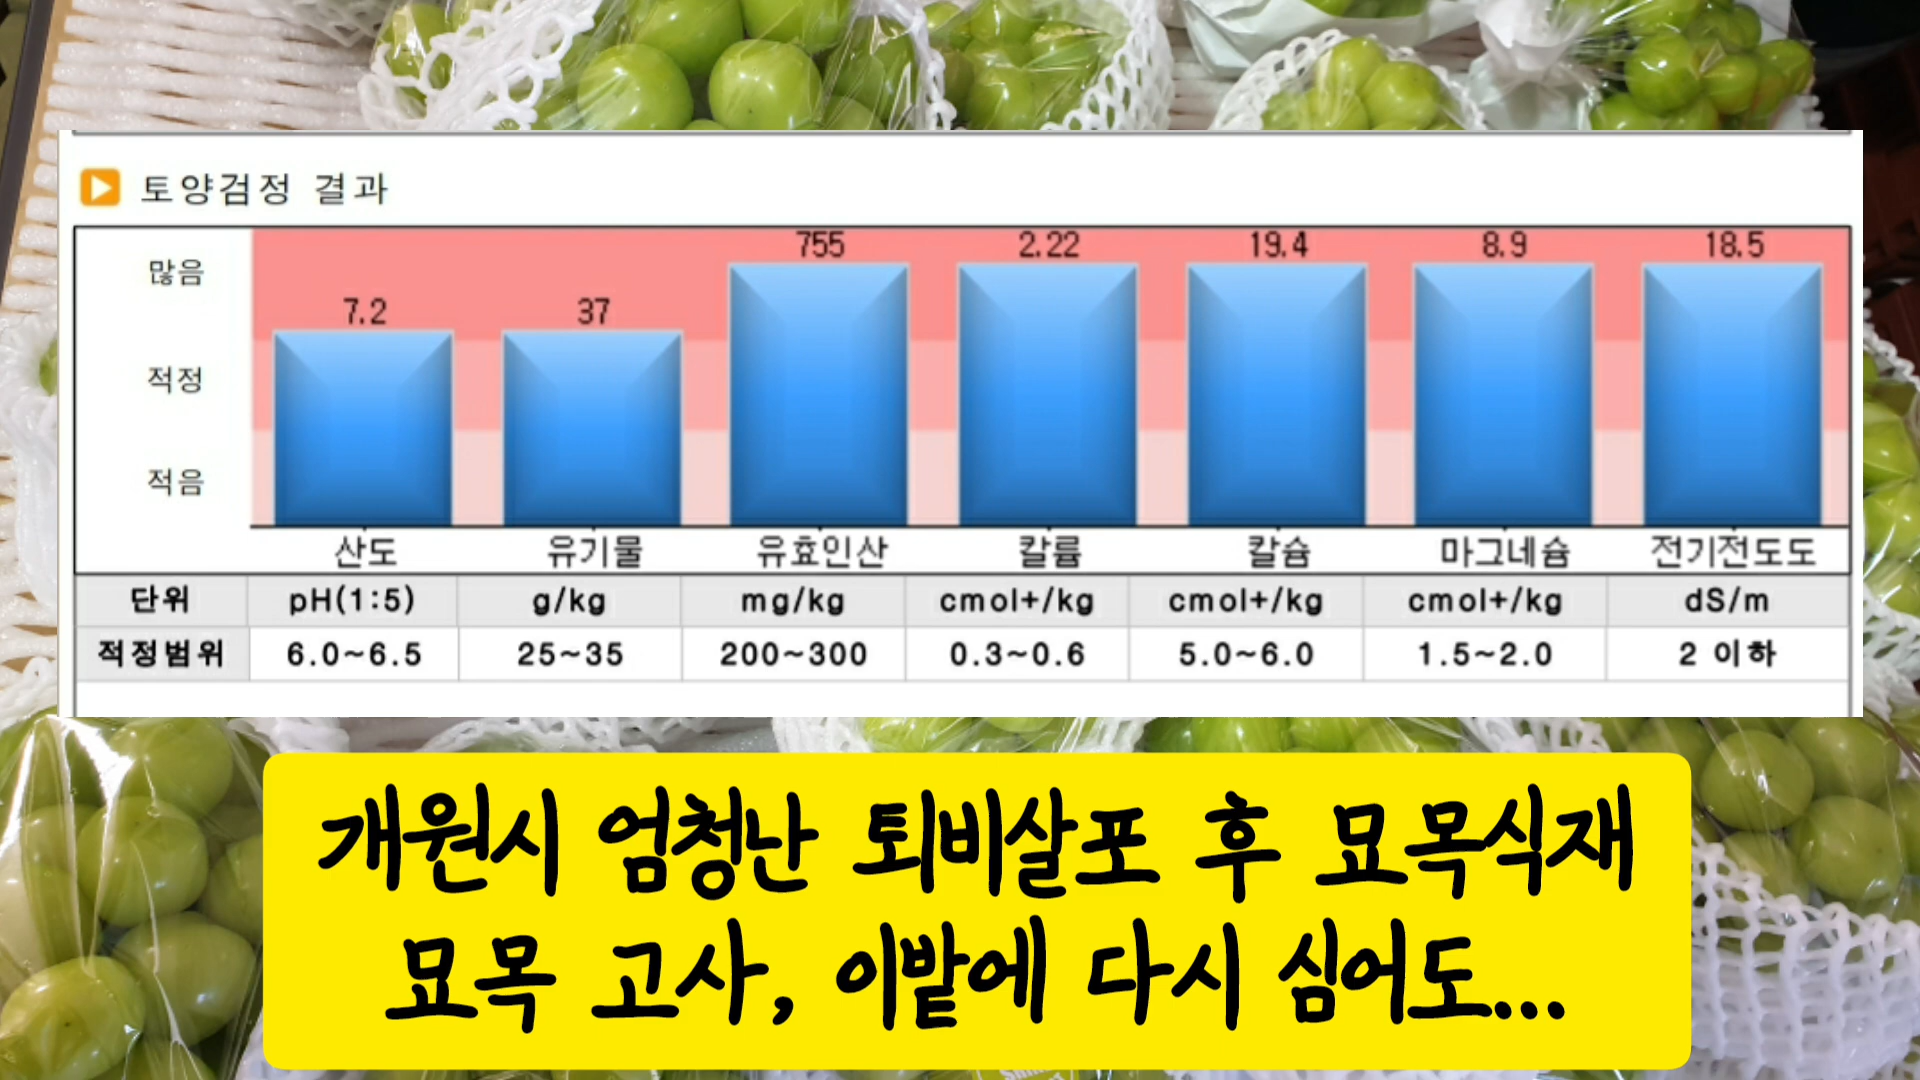 토양검정 결과
많음
적정
적음
7.2 37 755 2.22 19.4 8.9 18.5
산도 유기물 유효인산 칼륨 칼슘 마그네슘 전기전도도
단위 pH(1:5) g/kg mg/kg cmol+/kg cmol+/kg cmol+/kg dS/m
적정범위 6.0~6.5 25~35 200~300 0.3~0.6 5.0~6.0 1.5~2.0 2 이하
개원시 엄청난 퇴비살포 후 묘목식재
묘목 고사, 이밭에 다시 심어도...